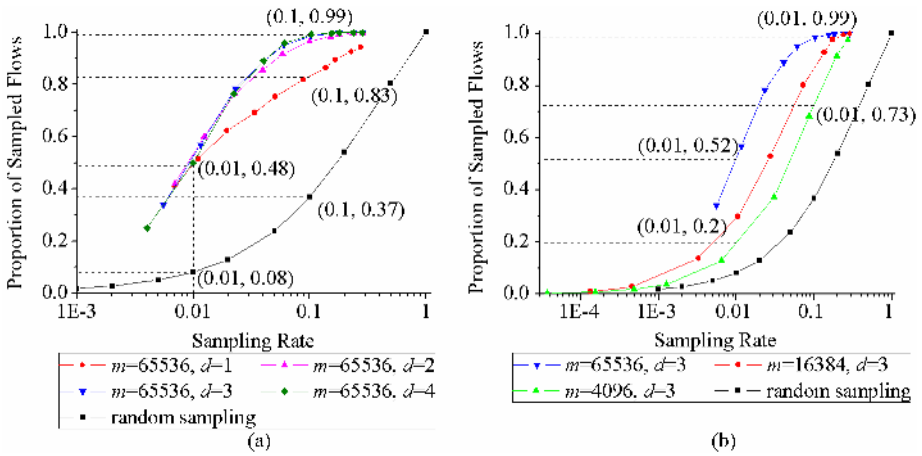 (0.1, 0.99)
(0.1, 0.83)
(0.01, 0.48)
(0.1, 0.37)
(0.01, 0.08)
Proportion of Sampled Flows
1.0
0.8
0.6
0.4
0.2
0.0
1E-3
0.01
0.1
1
Sampling Rate
m=65536, d=1
m=65536. d=2
m=65536, d=3
m=65536. d=4
random sampling
(a)
(0.01, 0.99)
(0.01, 0.73)
(0.01, 0.52)
(0.01, 0.2)
Proportion of Sampled Flows
1.0
0.8
0.6
0.4
0.2
0.0
1E-4
1E-3
0.01
0.1
1
Sampling Rate
m=65536, d=3
m=16384, d=3
m=4096. d=3
random sampling
(b)